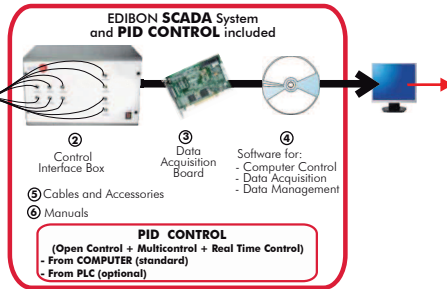 EDIBON SCADA System
and PID CONTROL included
2
Control
Interface Box
3
Data
Acquisition
Board
4
Software for:
- Computer Control
- Data Acquisition
- Data Management
5 Cables and Accessories
6 Manuals
PID CONTROL
(Open Control + Multicontrol + Real Time Control)
- From COMPUTER (standard)
- From PLC (optional)